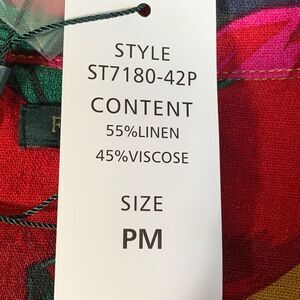 STYLE
ST7180-42P
CONTENT
55%LINEN
45%VISCOSE
SIZE
PM